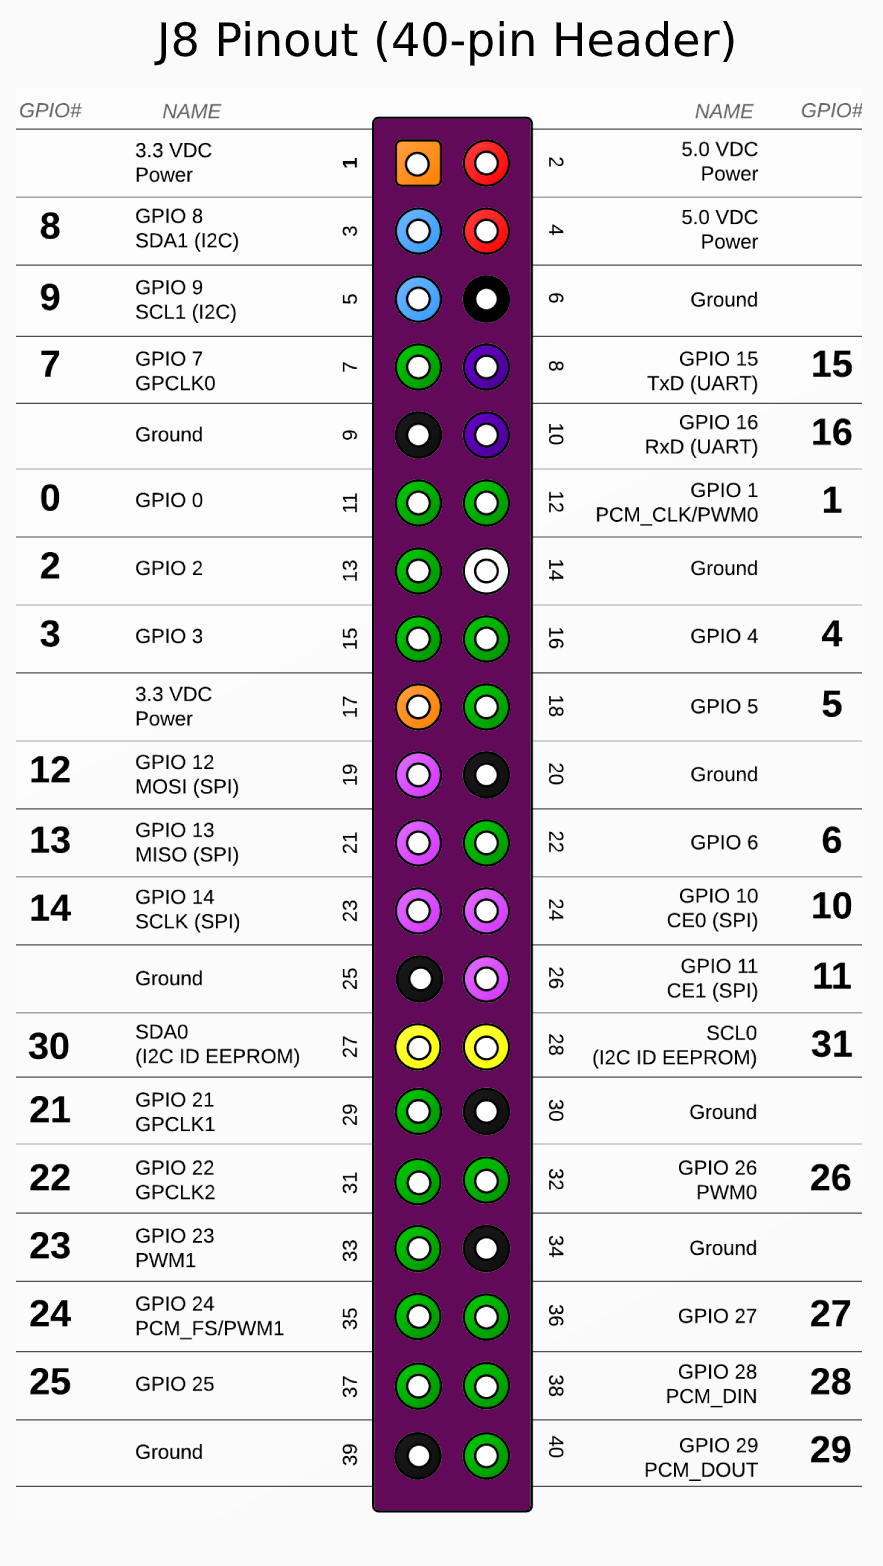 J8 Pinout (40-pin Header)
GPIO# NAME NAME GPIO#
3.3 VDC
Power
1
2
5.0 VDC
Power
8
GPIO 8
SDA1 (I2C)
3
4
5.0 VDC
Power
9
GPIO 9
SCL1 (I2C)
5
6
Ground
7
GPIO 7
GPCLK0
7
8
GPIO 15
TxD (UART)
15
Ground
9
10
GPIO 16
RxD (UART)
16
0
GPIO 0
11
12
GPIO 1
PCM_CLK/PWM0
1
2
GPIO 2
13
14
Ground
3
GPIO 3
15
16
GPIO 4
4
3.3 VDC
Power
17
18
GPIO 5
5
12
GPIO 12
MOSI (SPI)
19
20
Ground
13
GPIO 13
MISO (SPI)
21
22
GPIO 6
6
14
GPIO 14
SCLK (SPI)
23
24
GPIO 10
CE0 (SPI)
10
Ground
25
26
GPIO 11
CE1 (SPI)
11
30
SDA0
(I2C ID EEPROM)
27
28
SCL0
(I2C ID EEPROM)
31
21
GPIO 21
GPCLK1
29
30
Ground
22
GPIO 22
GPCLK2
31
32
GPIO 26
PWM0
26
23
GPIO 23
PWM1
33
34
Ground
24
GPIO 24
PCM_FS/PWM1
35
36
GPIO 27
27
25
GPIO 25
37
38
GPIO 28
PCM_DIN
28
Ground
39
40
GPIO 29
PCM_DOUT
29